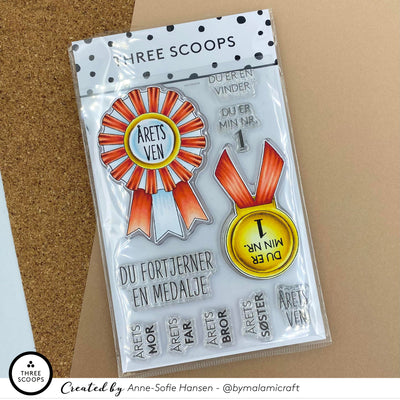 THREE SCOOPS
DU ER EN
VINDER
ÅRETS
VEN
DU ER
MIN NR.
1
DU ER
MIN NR.
1
DU FORTJERNER
EN MEDALJE
ÅRETS
MOR
ÅRETS
FAR
ÅRETS
BROR
ÅRETS
SØSTER
ÅRETS
VEN
THREE
SCOOPS
Created by Anne-Sofie Hansen - @bymalamicraft